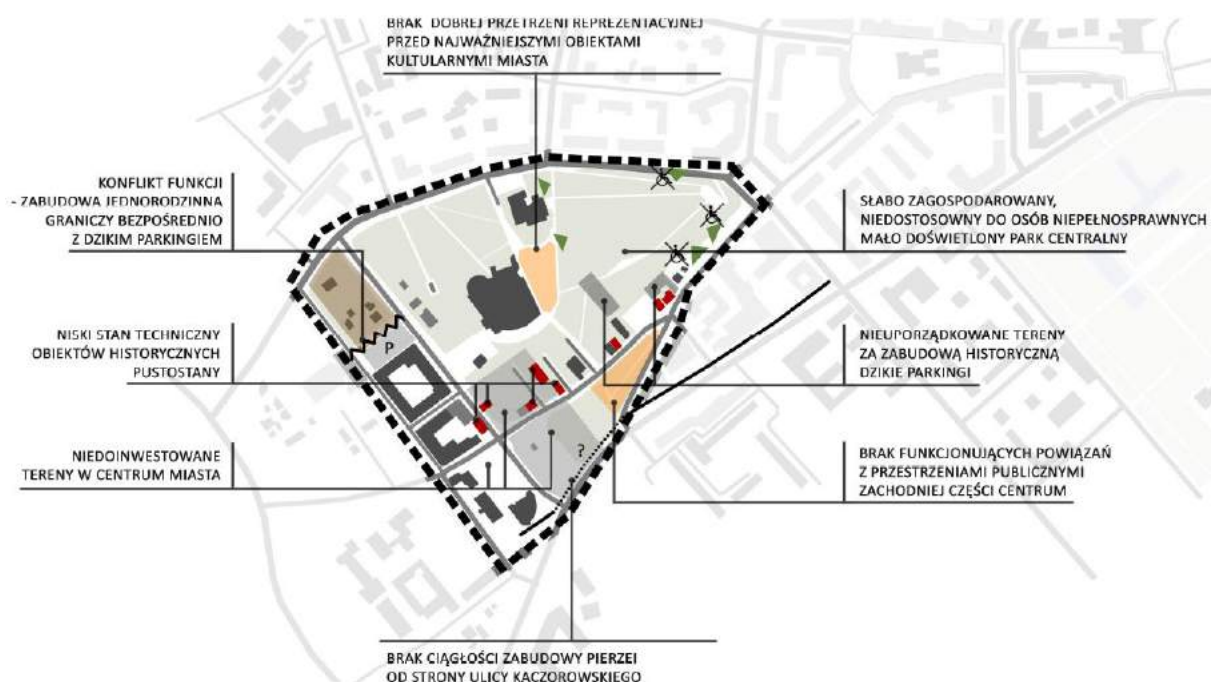 BRAK DOBREJ PRZETRZENI REPREZENTACYJNEJ
PRZED NAJWAŻNIEJSZYMI OBIEKTAMI
KULTULARNYMI MIASTA
KONFLIKT FUNKCJI
- ZABUDOWA JEDNORODZINNA
GRANICZY BEZPOŚREDNIO
Z DZIKIM PARKINGIEM
SŁABO ZAGOSPODAROWANY,
NIEDOSTOSOWNY DO OSÓB NIEPEŁNOSPRAWNYCH
MAŁO DOŚWIETLONY PARK CENTRALNY
P
NISKI STAN TECHNICZNY
OBIEKTÓW HISTORYCZNYCH
PUSTOSTANY
NIEUPORZĄDKOWANE TERENY
ZA ZABUDOWĄ HISTORYCZNĄ
DZIKIE PARKINGI
?
NIEDOINWESTOWANE
TERENY W CENTRUM MIASTA
BRAK FUNKCJONUJĄCYCH POWIĄZAŃ
Z PRZESTRZENIAMI PUBLICZNYMI
ZACHODNIEJ CZĘŚCI CENTRUM
BRAK CIĄGŁOŚCI ZABUDOWY PIERZEI
OD STRONY ULICY KACZOROWSKIEGO